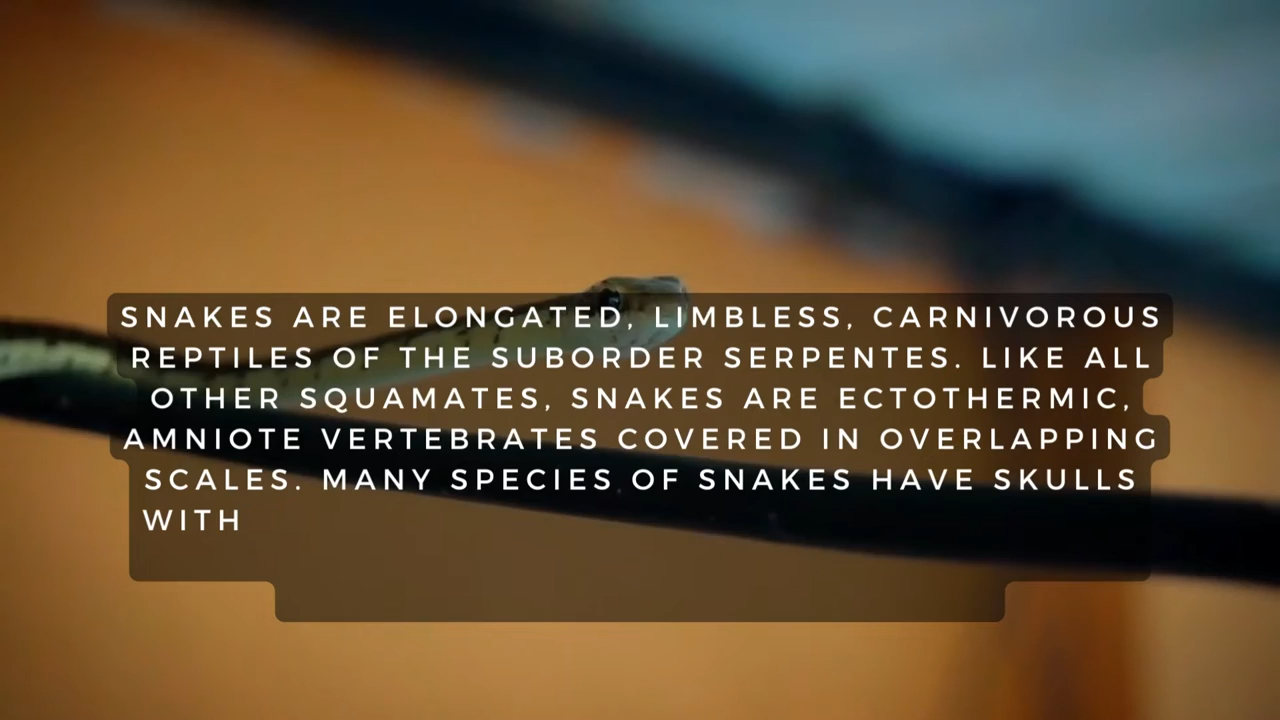 SNAKES ARE ELONGATED, LIMBLESS, CARNIVOROUS
REPTILES OF THE SUBORDER SERPENTES. LIKE ALL
OTHER SQUAMATES, SNAKES ARE ECTOTHERMIC,
AMNIOTE VERTEBRATES COVERED IN OVERLAPPING
SCALES. MANY SPECIES OF SNAKES HAVE SKULLS
WITH